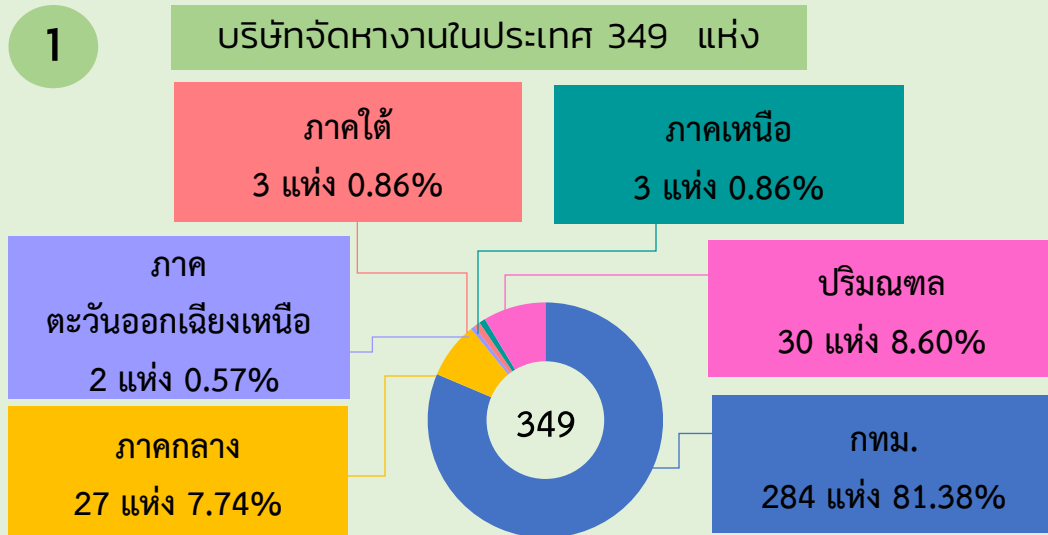 1
บริษัทจัดหางานในประเทศ 349 แห่ง
ภาคใต้
3 แห่ง 0.86%
ภาคเหนือ
3 แห่ง 0.86%
ภาค
ตะวันออกเฉียงเหนือ
2 แห่ง 0.57%
ปริมณฑล
30 แห่ง 8.60%
349
ภาคกลาง
27 แห่ง 7.74%
กทม.
284 แห่ง 81.38%